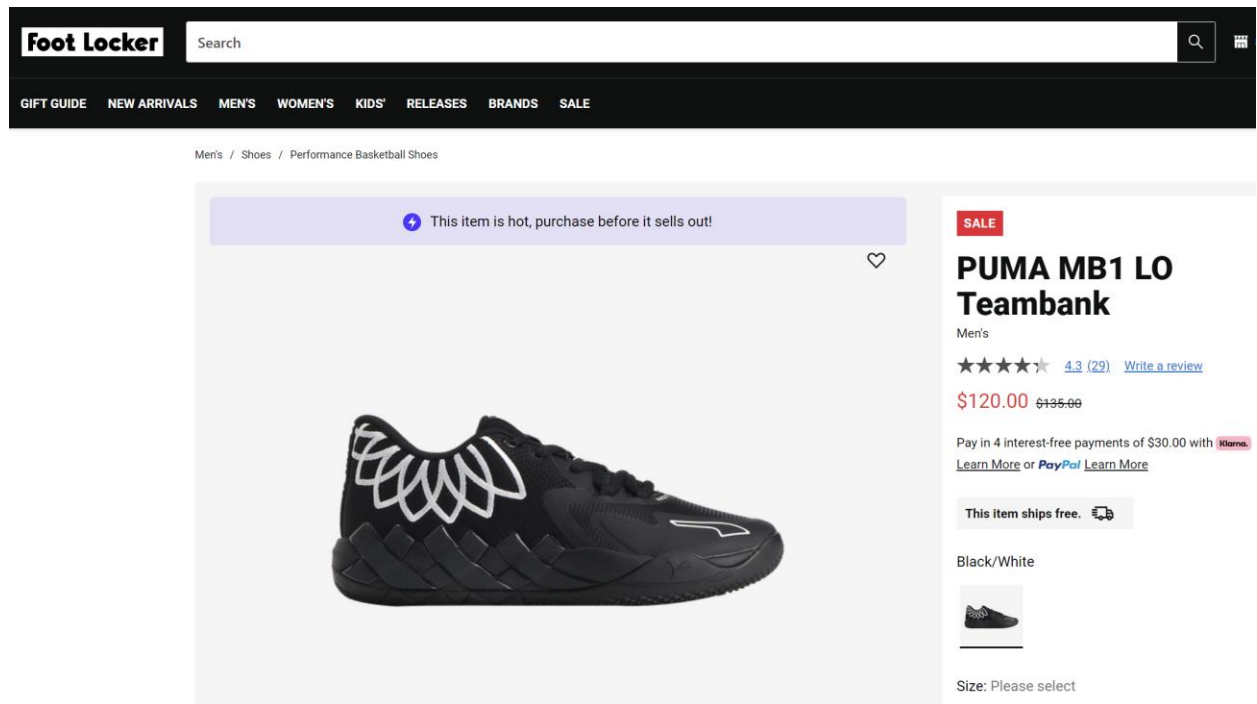 Foot Locker
Search
GIFT GUIDE NEW ARRIVALS MEN'S WOMEN'S KIDS' RELEASES BRANDS SALE
Men's / Shoes / Performance Basketball Shoes
This item is hot, purchase before it sells out!
SALE
PUMA MB1 LO
Teambank
Men's
4.3 (29) Write a review
$120.00 $135.00
Pay in 4 interest-free payments of $30.00 with Klarna.
Learn More or PayPal Learn More
This item ships free.
Black/White
Size: Please select